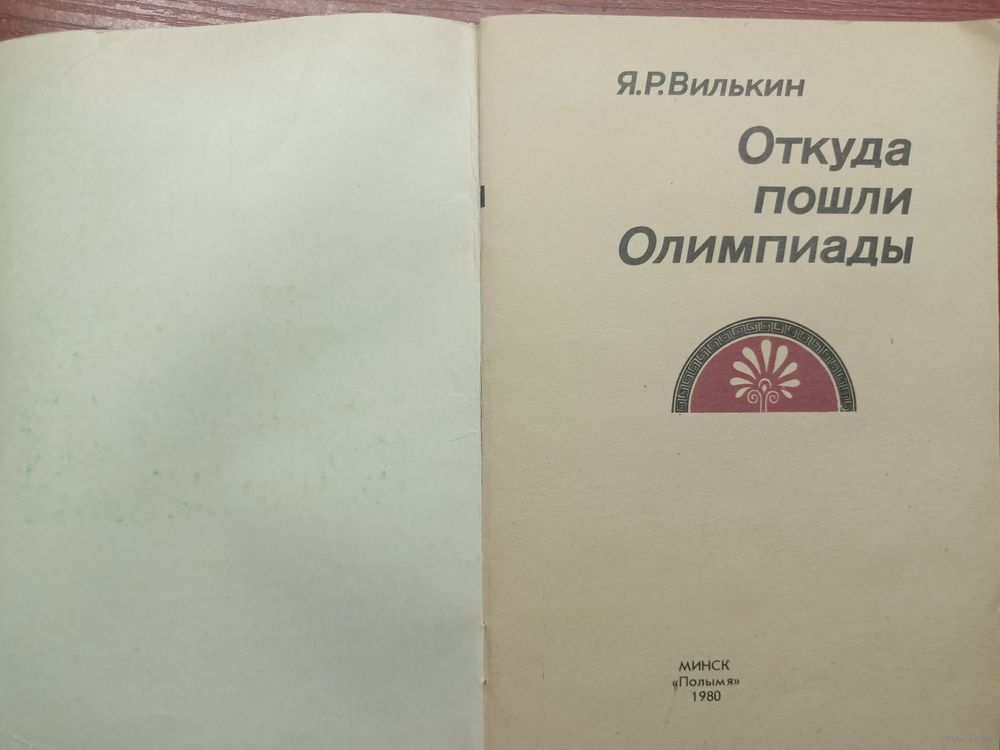 Я.Р.Вилькин
Откуда
пошли
Олимпиады
МИНСК
«Полымя»
1980